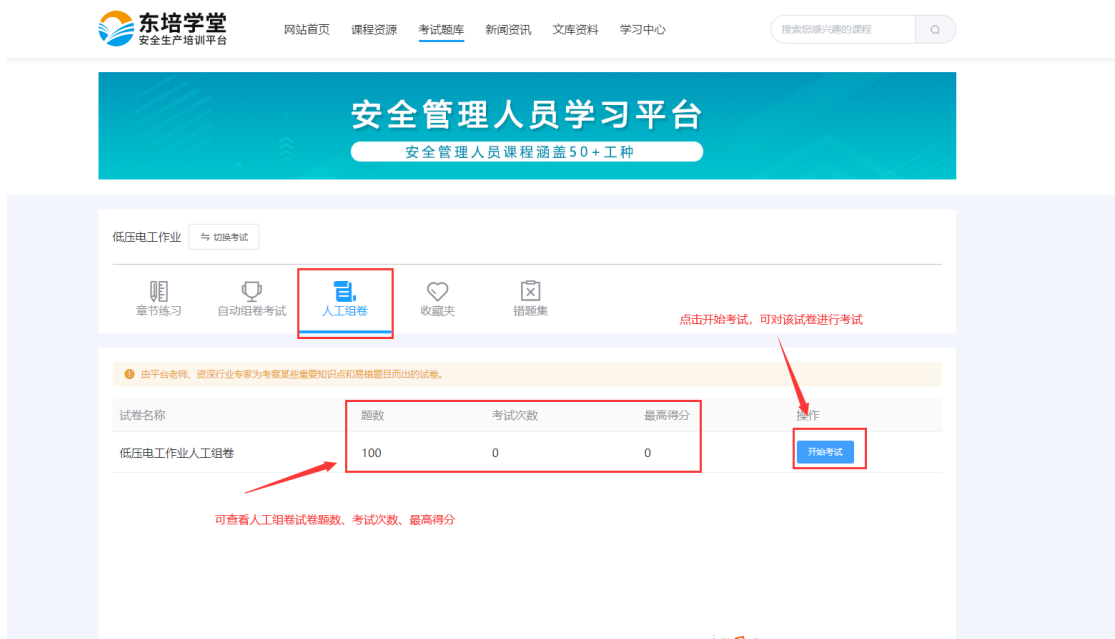 东培学堂
安全生产培训平台
网站首页 课程资源 考试题库 新闻资讯 文库资料 学习中心
搜索您感兴趣的课程
安全管理人员学习平台
安全管理人员课程涵盖50+工种
低压电工作业 切换考试
章节练习 自动组卷考试 人工组卷 收藏夹 错题集
点击开始考试，可对该试卷进行考试
由平台老师、资深行业专家为考察某些重要知识点和易错题目而出的试卷。
试卷名称 题数 考试次数 最高得分 操作
低压电工作业人工组卷 100 0 0 开始考试
可查看人工组卷试卷题数、考试次数、最高得分